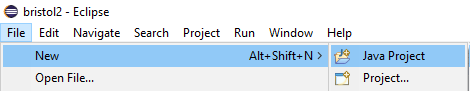 bristol2 - Eclipse
File Edit Navigate Search Project Run Window Help
New Alt+Shift+N > Java Project
Open File... Project...